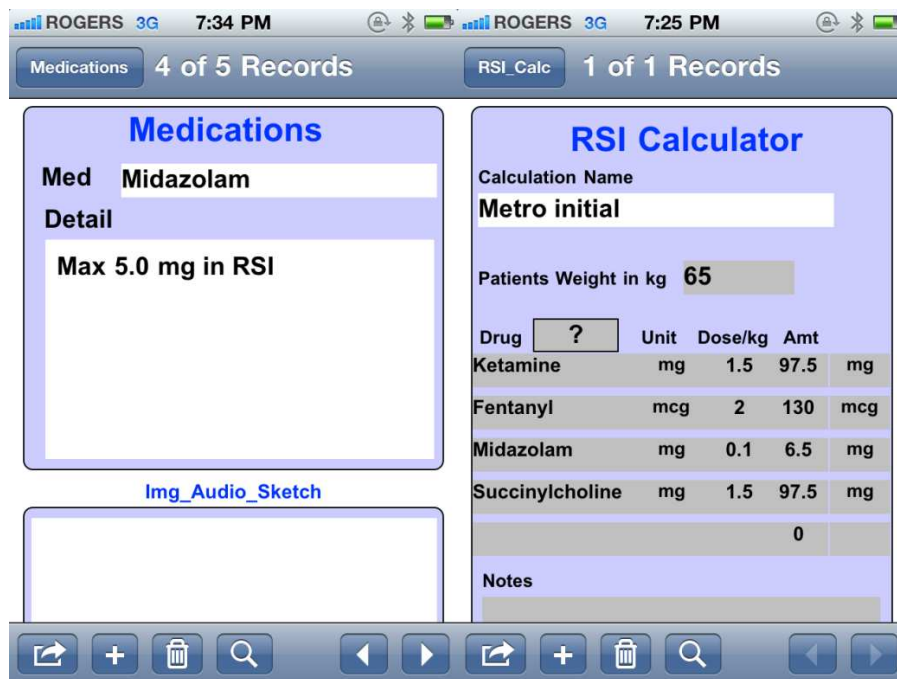 ROGERS 3G 7:34 PM
Medications 4 of 5 Records
Medications
Med Midazolam
Detail
Max 5.0 mg in RSI
Img_Audio_Sketch
ROGERS 3G 7:25 PM
RSI_Calc 1 of 1 Records
RSI Calculator
Calculation Name
Metro initial
Patients Weight in kg 65
Drug ? Unit Dose/kg Amt
Ketamine mg 1.5 97.5 mg
Fentanyl mcg 2 130 mcg
Midazolam mg 0.1 6.5 mg
Succinylcholine mg 1.5 97.5 mg
0
Notes